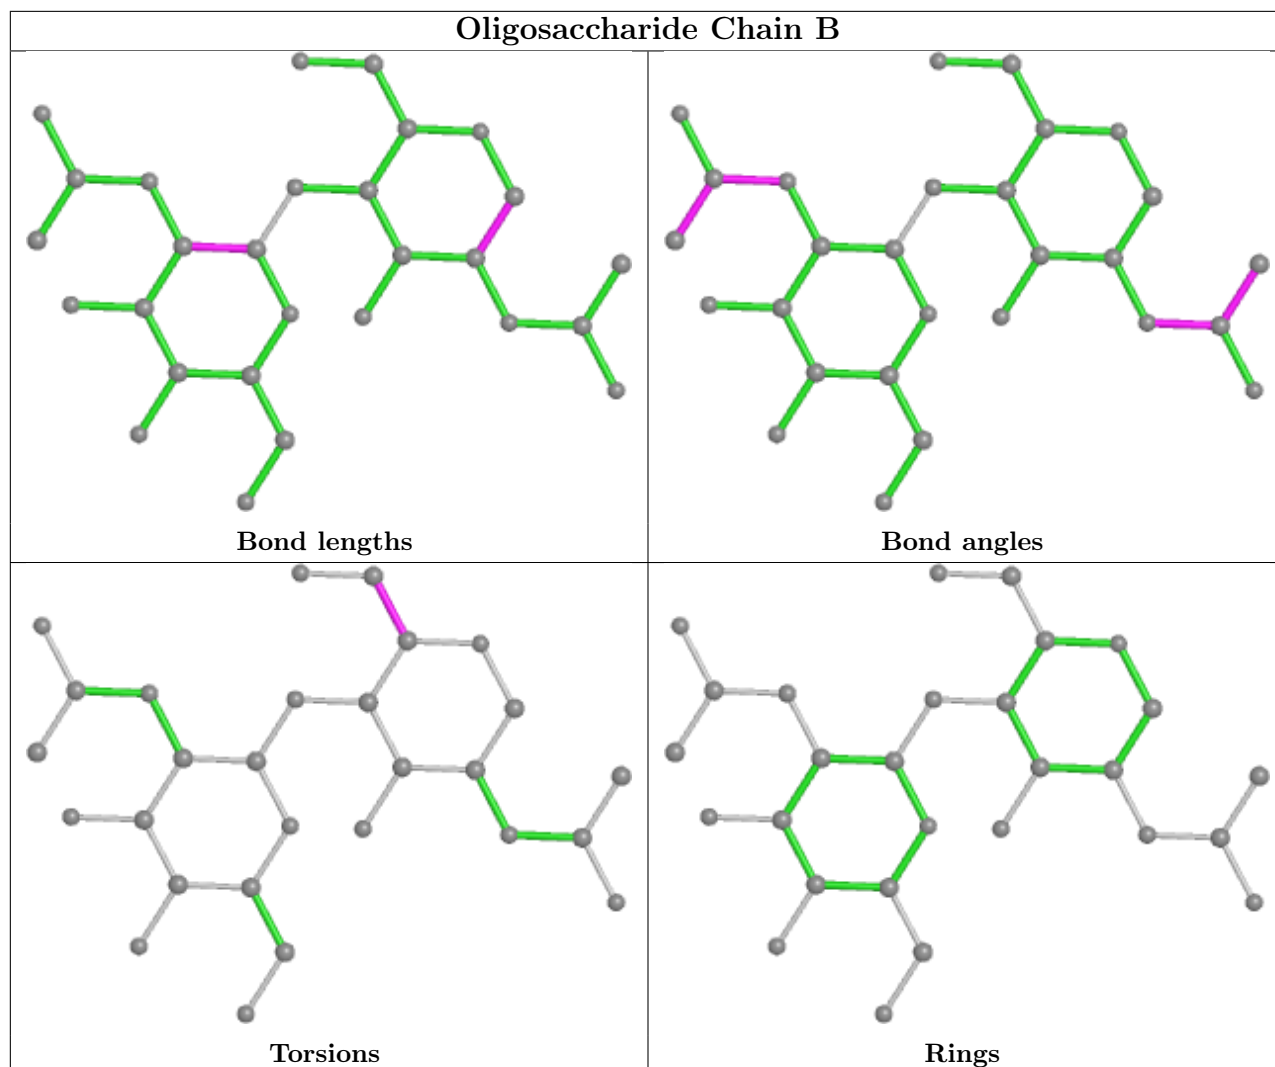 Oligosaccharide Chain B
Bond lengths
Bond angles
Torsions
Rings